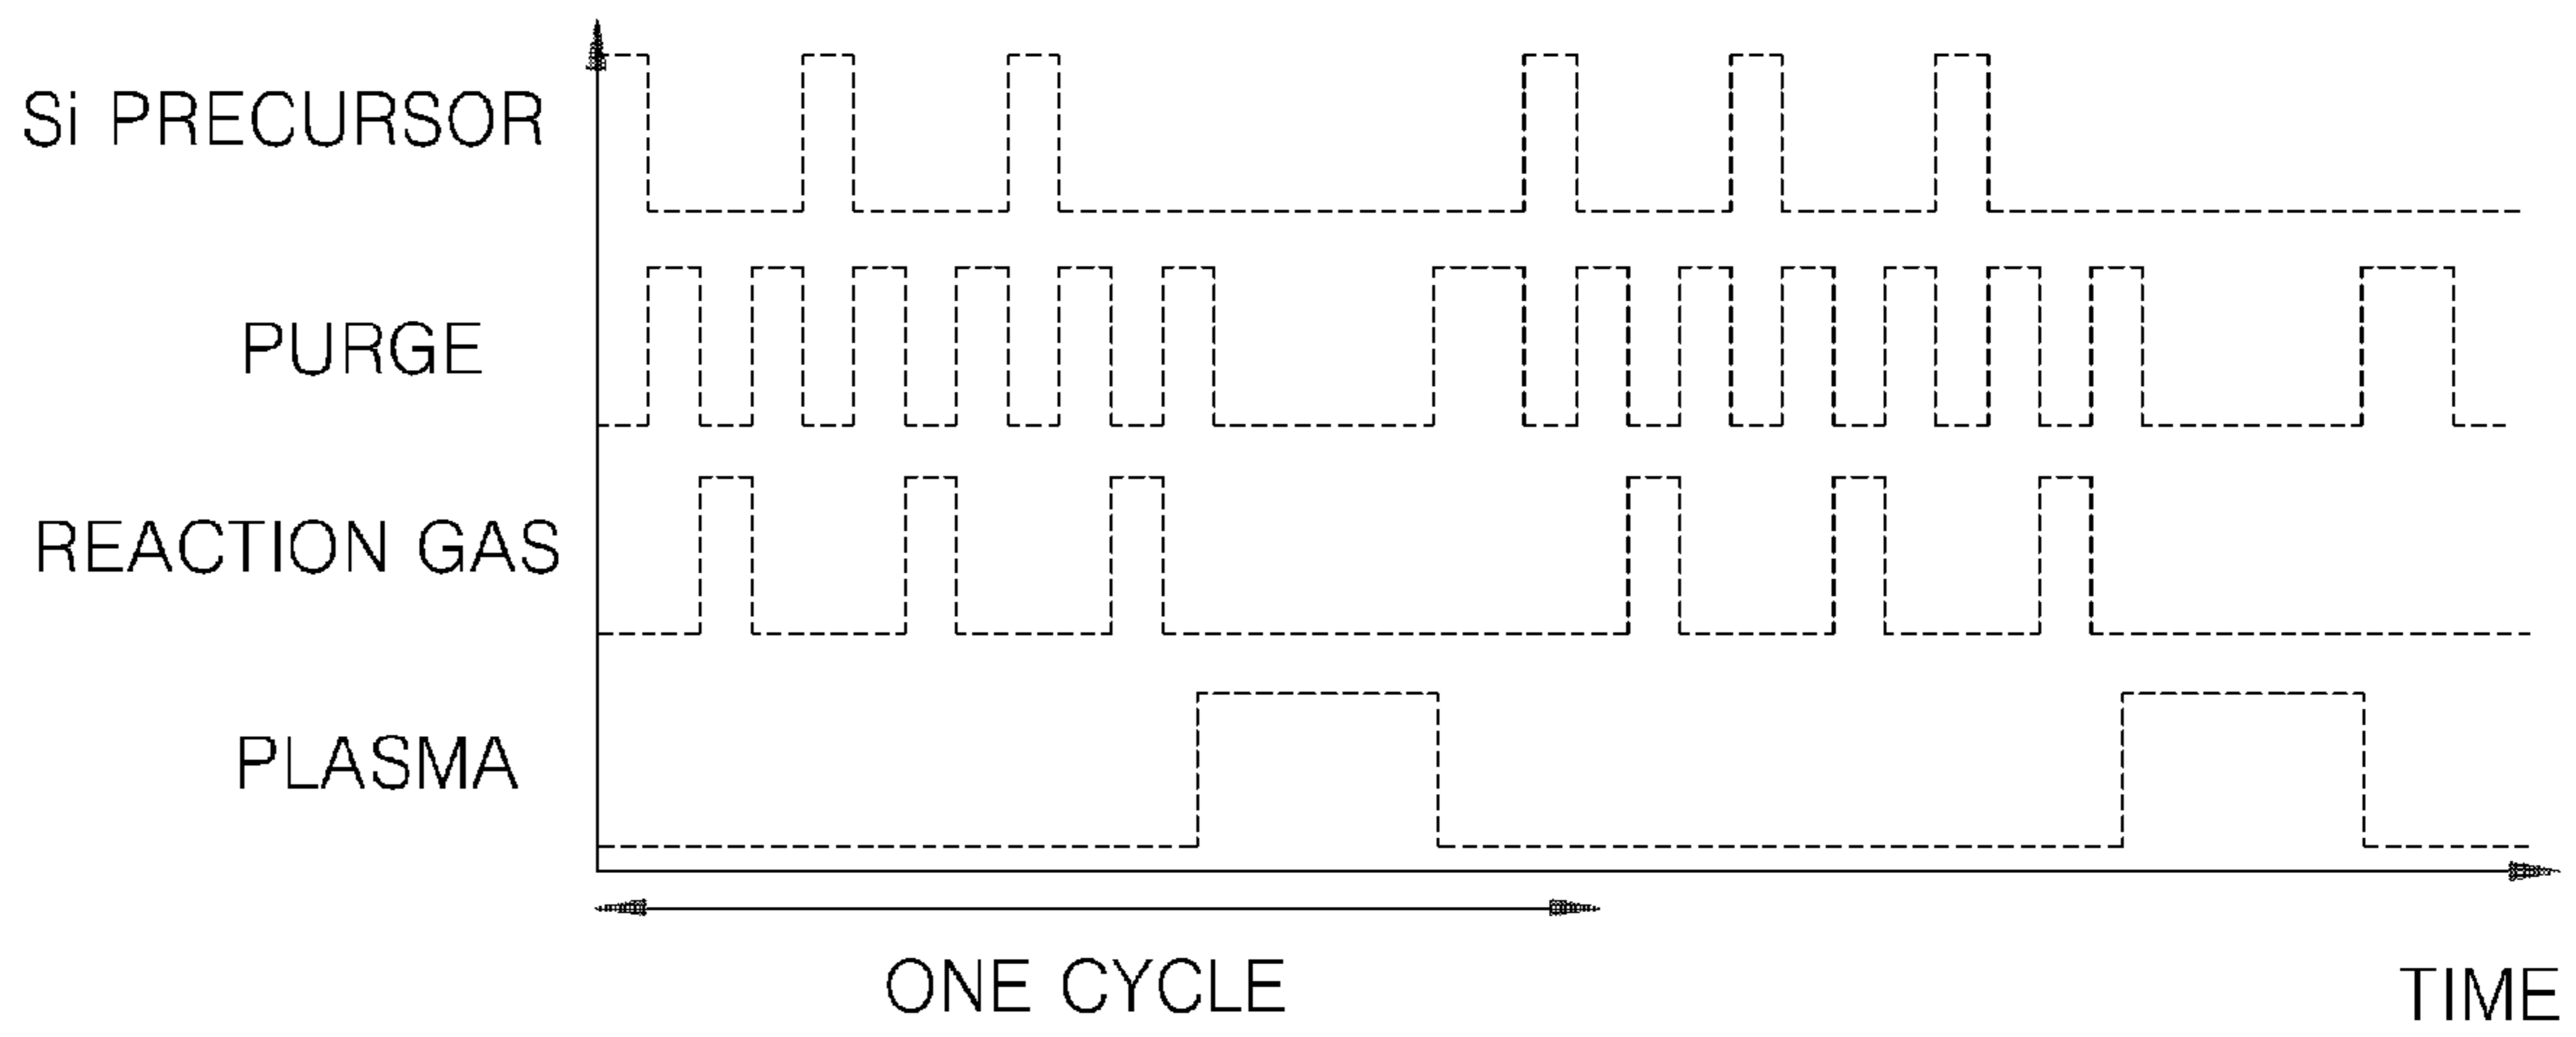 Si PRECURSOR
PURGE
REACTION GAS
PLASMA
ONE CYCLE
TIME